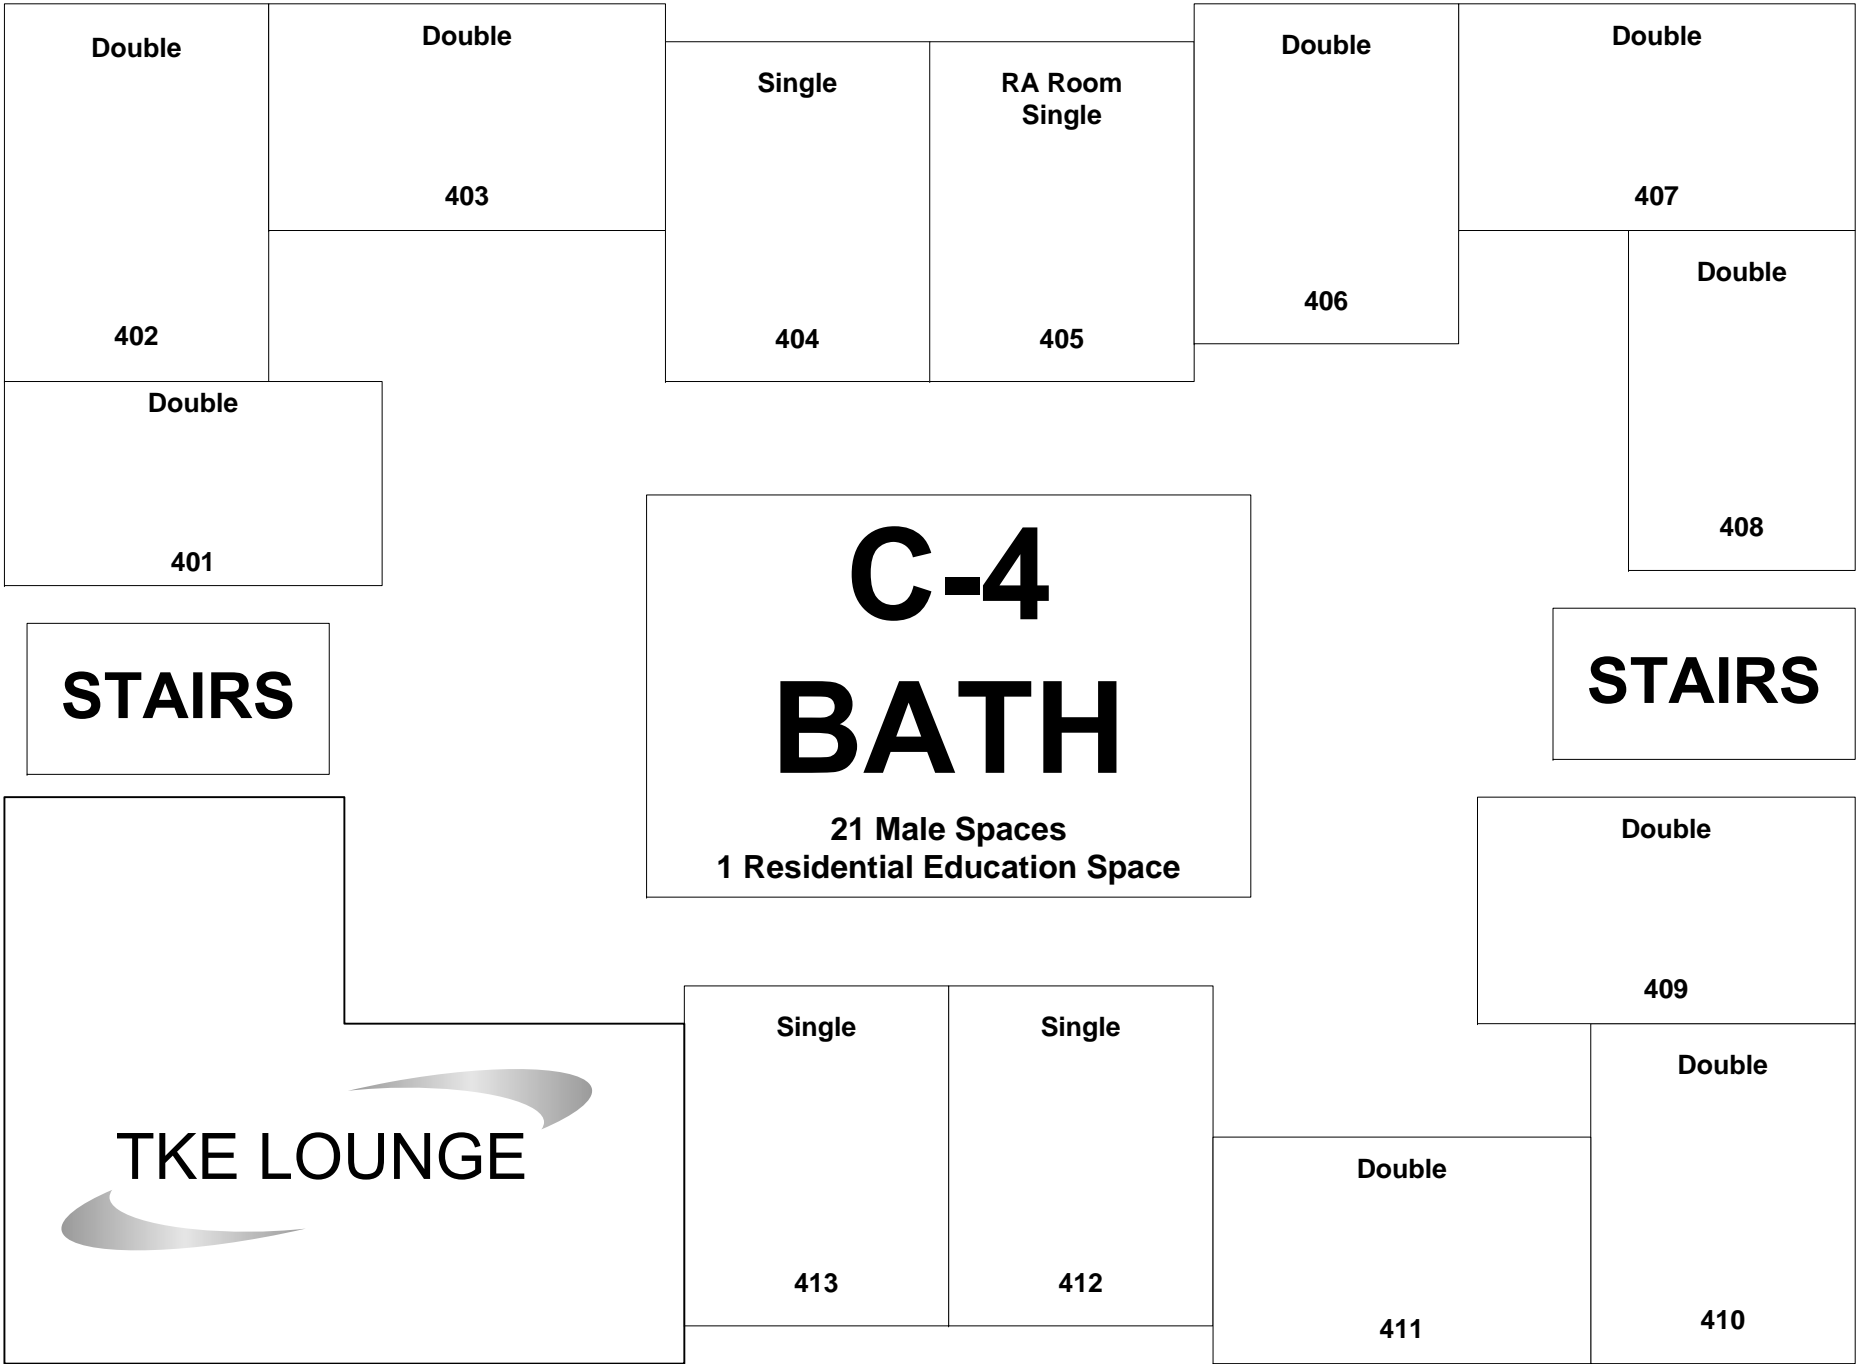 Double
402
Double
403
Single
404
RA Room
Single
405
Double
406
Double
407
Double
408
Double
401
C-4
BATH
21 Male Spaces
1 Residential Education Space
STAIRS
STAIRS
Double
409
TKE LOUNGE
Single
413
Single
412
Double
411
Double
410